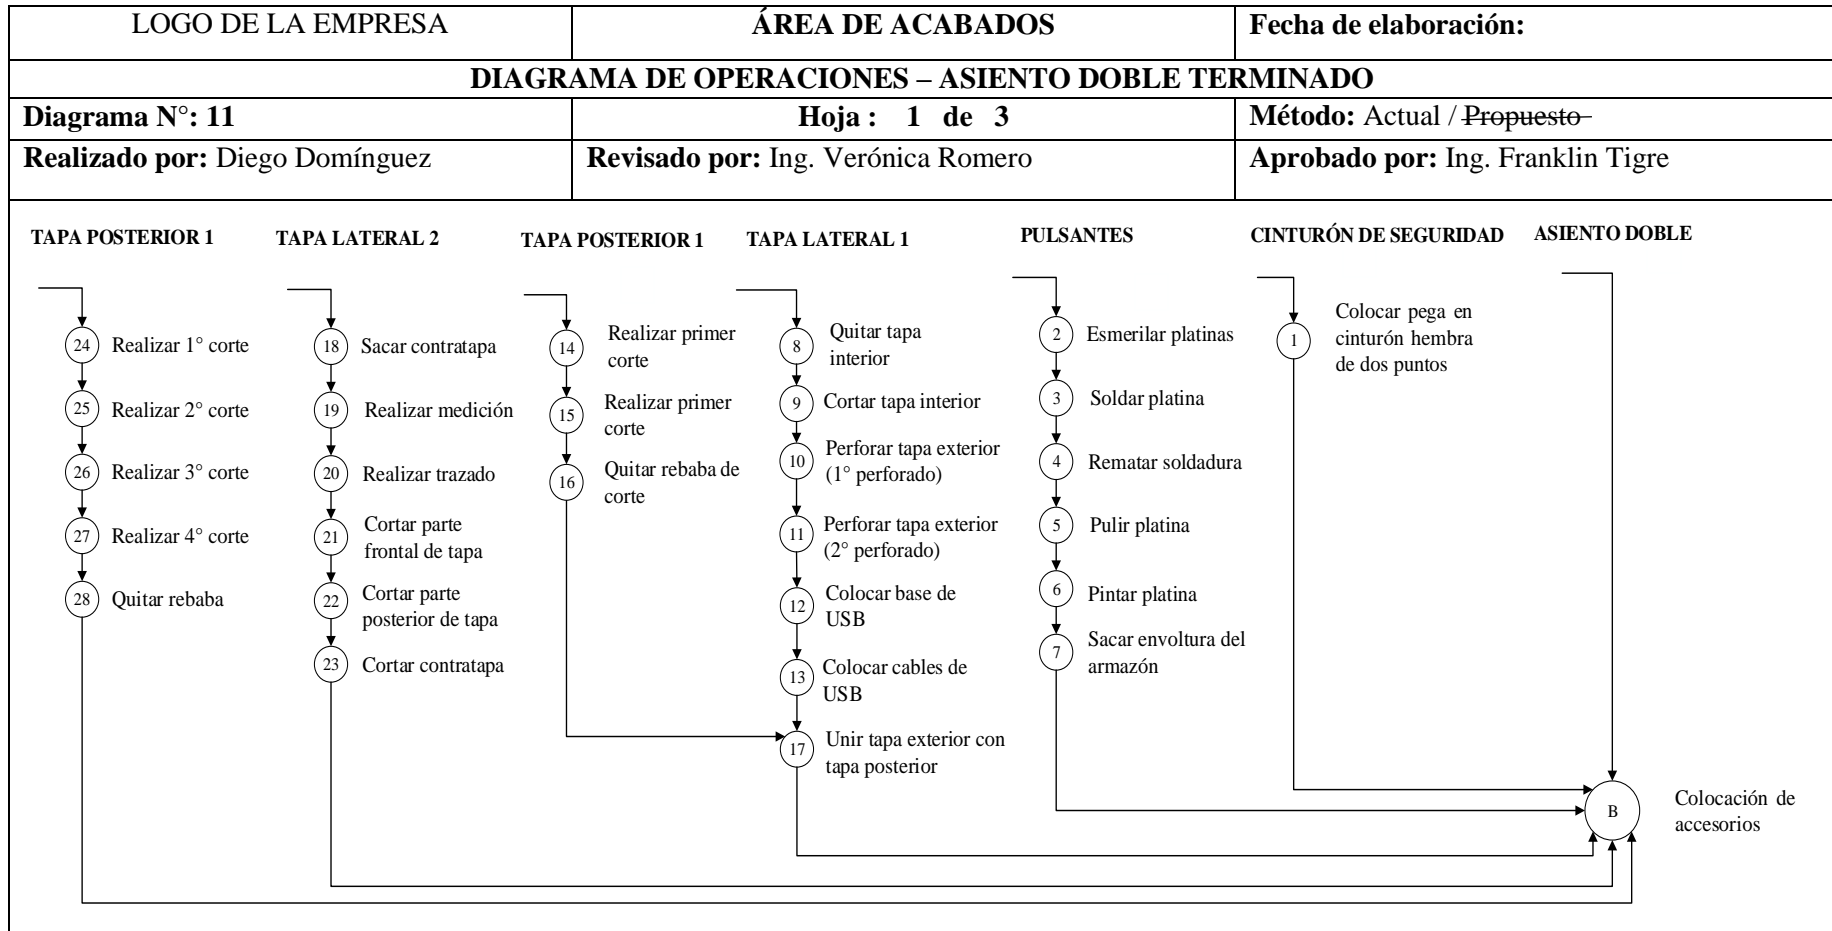 LOGO DE LA EMPRESA
ÁREA DE ACABADOS
Fecha de elaboración:
DIAGRAMA DE OPERACIONES – ASIENTO DOBLE TERMINADO
Diagrama N°: 11
Hoja : 1 de 3
Método: Actual / Propuesto
Realizado por: Diego Domínguez
Revisado por: Ing. Verónica Romero
Aprobado por: Ing. Franklin Tigre
TAPA POSTERIOR 1
24 Realizar 1° corte
25 Realizar 2° corte
26 Realizar 3° corte
27 Realizar 4° corte
28 Quitar rebaba
TAPA LATERAL 2
18 Sacar contratapa
19 Realizar medición
20 Realizar trazado
21 Cortar parte
frontal de tapa
22 Cortar parte
posterior de tapa
23 Cortar contratapa
TAPA POSTERIOR 1
14 Realizar primer
corte
15 Realizar primer
corte
16 Quitar rebaba de
corte
TAPA LATERAL 1
8 Quitar tapa
interior
9 Cortar tapa interior
10 Perforar tapa exterior
(1° perforado)
11 Perforar tapa exterior
(2° perforado)
12 Colocar base de
USB
13 Colocar cables de
USB
17 Unir tapa exterior con
tapa posterior
PULSANTES
2 Esmerilar platinas
3 Soldar platina
4 Rematar soldadura
5 Pulir platina
6 Pintar platina
7 Sacar envoltura del
armazón
CINTURÓN DE SEGURIDAD
1 Colocar pega en
cinturón hembra
de dos puntos
ASIENTO DOBLE
B Colocación de
accesorios